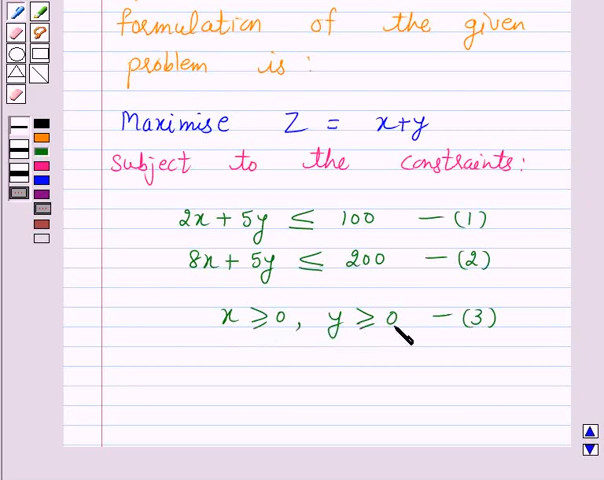 formulation of the given
problem is :
Maximise Z = x+y
Subject to the constraints:
2x + 5y ≤ 100 — (1)
8x + 5y ≤ 200 — (2)
x ≥ 0, y ≥ 0 — (3)